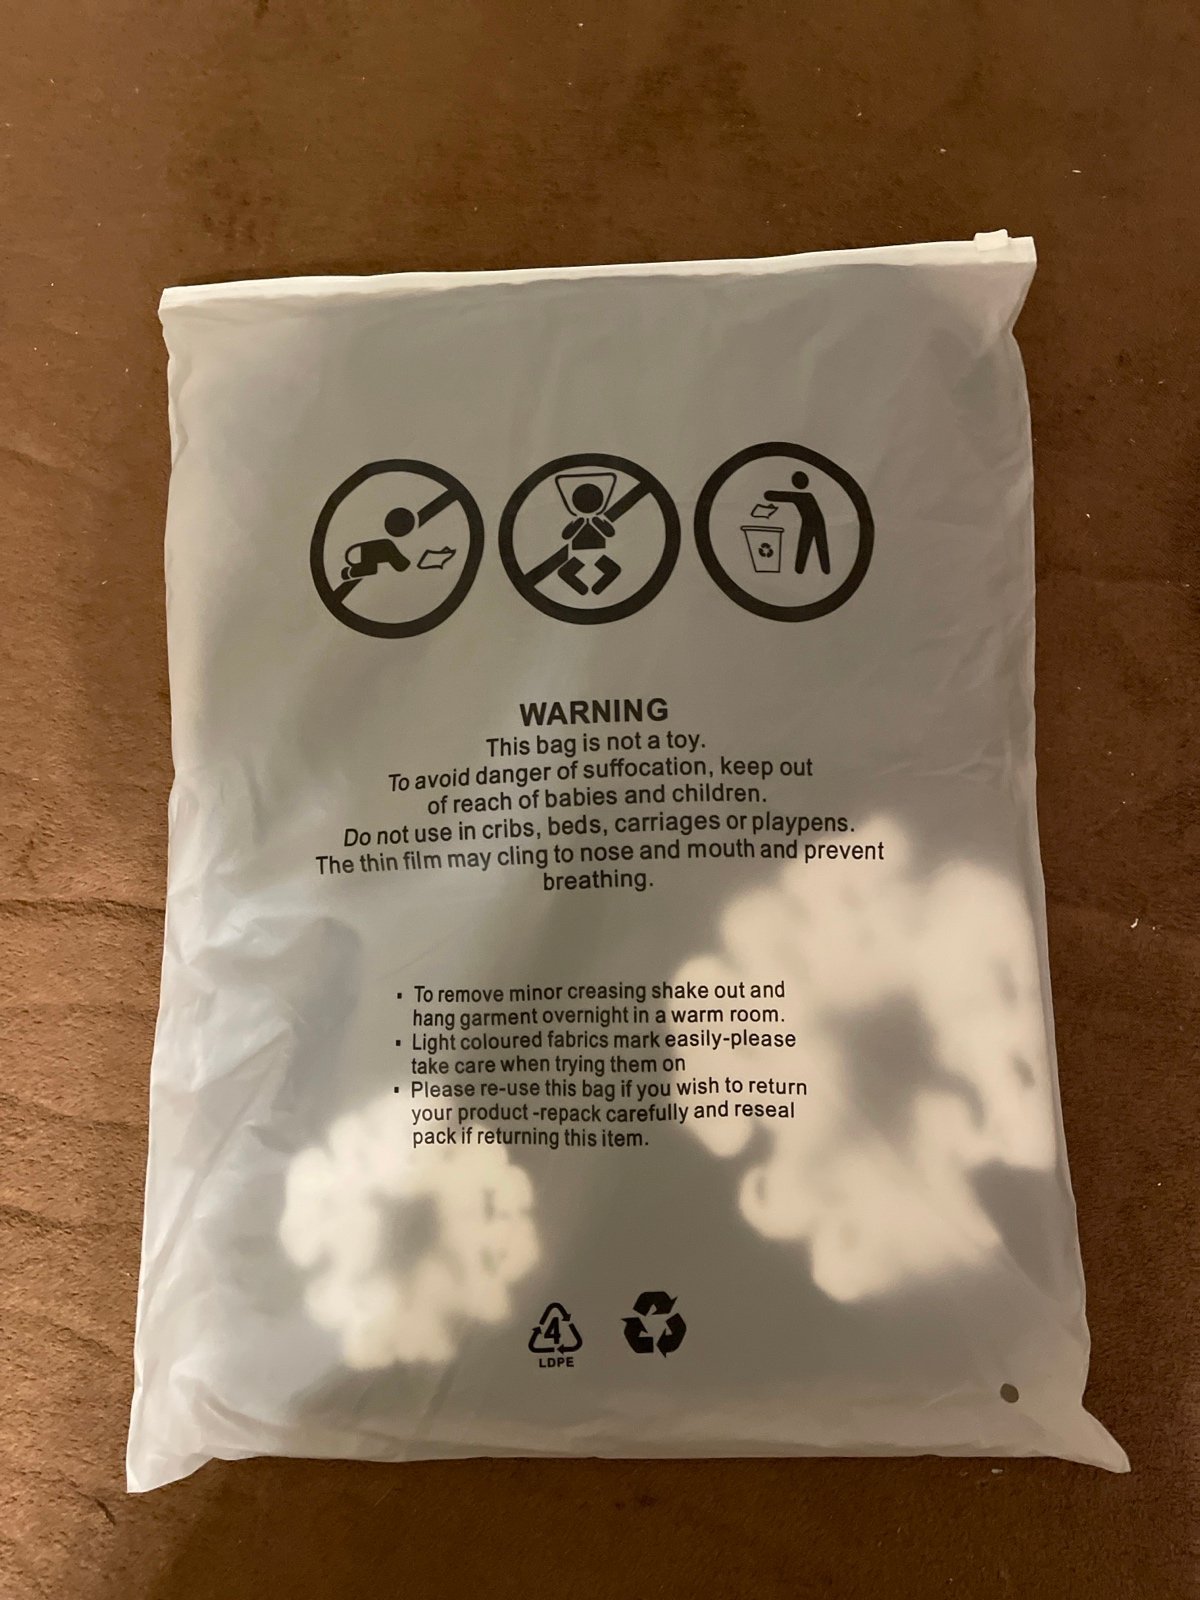 WARNING
This bag is not a toy.
To avoid danger of suffocation, keep out
of reach of babies and children.
Do not use in cribs, beds, carriages or playpens.
The thin film may cling to nose and mouth and prevent
breathing.
▪ To remove minor creasing shake out and
hang garment overnight in a warm room.
▪ Light coloured fabrics mark easily-please
take care when trying them on
▪ Please re-use this bag if you wish to return
your product -repack carefully and reseal
pack if returning this item.
4
LDPE